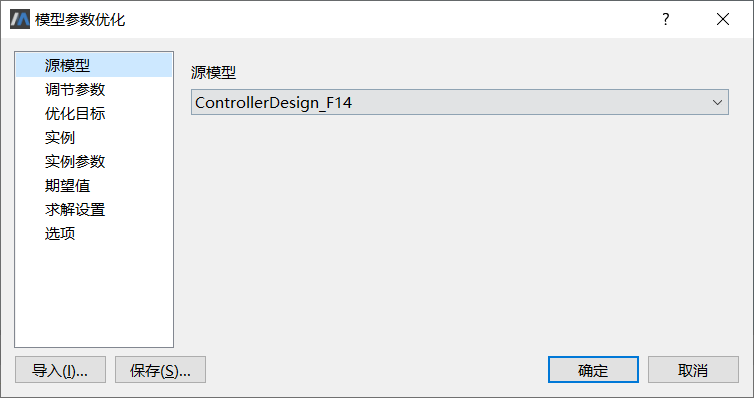 模型参数优化
?
源模型
调节参数
优化目标
实例
实例参数
期望值
求解设置
选项
源模型
ControllerDesign_F14
导入(I)...
保存(S)...
确定
取消